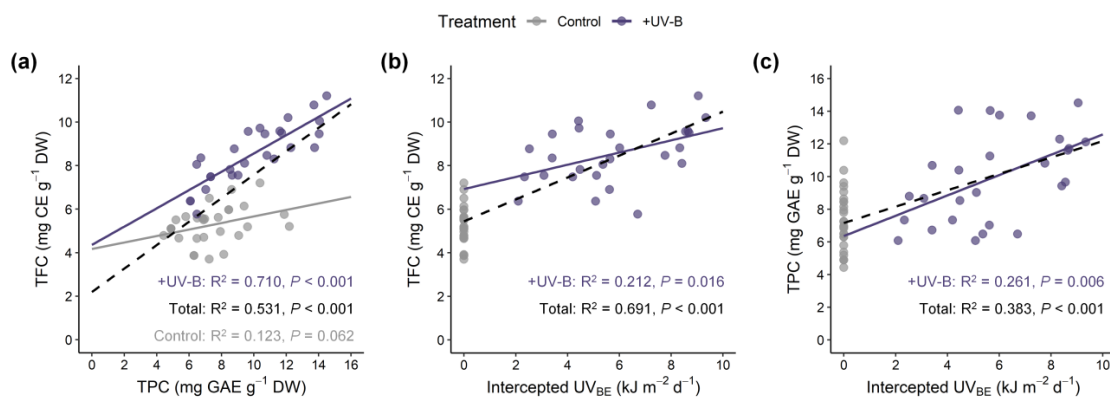 Treatment Control +UV-B
(a)
12
10
8
6
4
2
0
TFC (mg CE g⁻¹ DW)
+UV-B: R² = 0.710, P < 0.001
Total: R² = 0.531, P < 0.001
Control: R² = 0.123, P = 0.062
0 2 4 6 8 10 12 14 16
TPC (mg GAE g⁻¹ DW)
(b)
12
10
8
6
4
2
0
TFC (mg CE g⁻¹ DW)
+UV-B: R² = 0.212, P = 0.016
Total: R² = 0.691, P < 0.001
0 2 4 6 8 10
Intercepted UV_BE (kJ m⁻² d⁻¹)
(c)
16
14
12
10
8
6
4
2
0
TPC (mg GAE g⁻¹ DW)
+UV-B: R² = 0.261, P = 0.006
Total: R² = 0.383, P < 0.001
0 2 4 6 8 10
Intercepted UV_BE (kJ m⁻² d⁻¹)